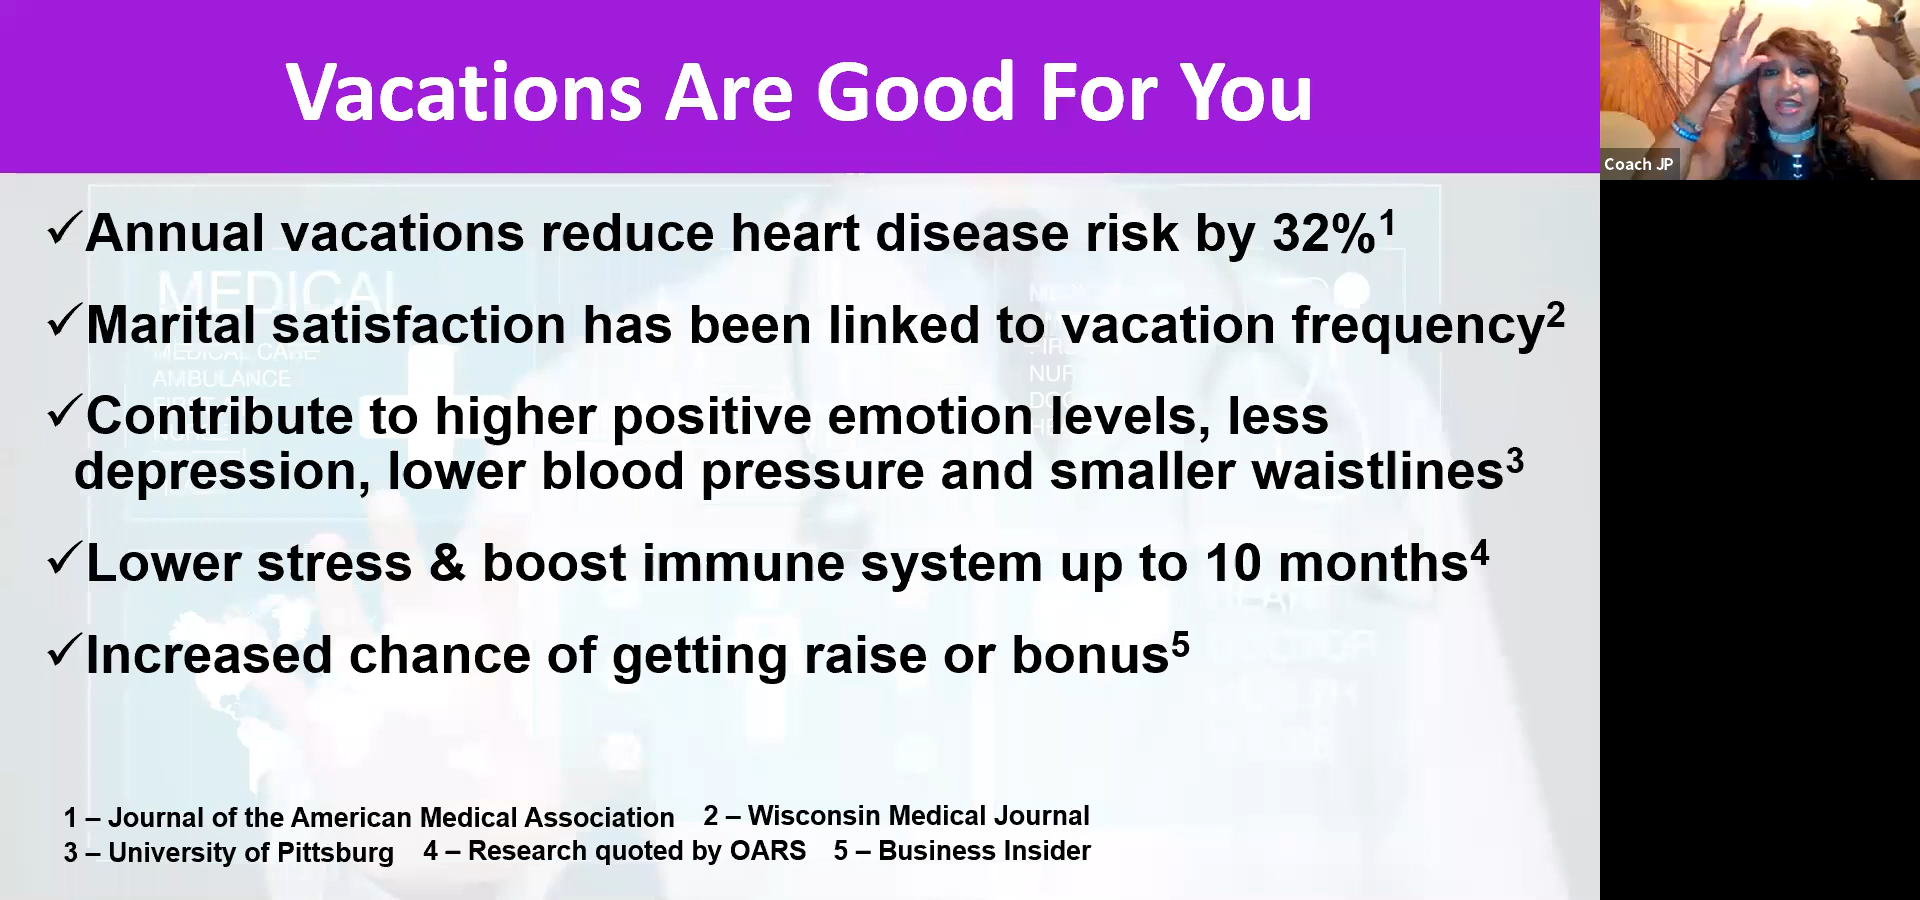 Vacations Are Good For You
Coach JP
✓Annual vacations reduce heart disease risk by 32%¹
✓Marital satisfaction has been linked to vacation frequency²
✓Contribute to higher positive emotion levels, less
depression, lower blood pressure and smaller waistlines³
✓Lower stress & boost immune system up to 10 months⁴
✓Increased chance of getting raise or bonus⁵
MEDICAL
MEDICAL CARE
AMBULANCE
1 – Journal of the American Medical Association 2 – Wisconsin Medical Journal
3 – University of Pittsburg 4 – Research quoted by OARS 5 – Business Insider